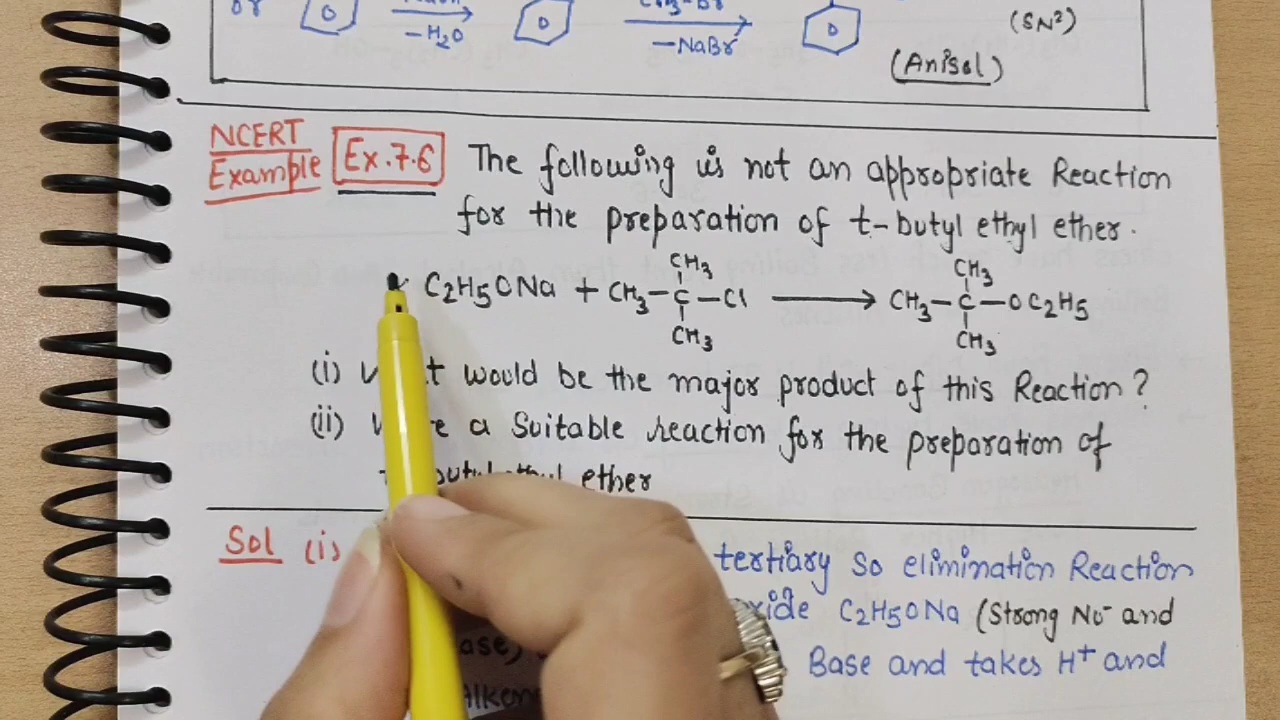 −H₂O
−NaBr
(SN²)
(Anisol)
NCERT
Example
Ex.7.6
The following is not an appropriate Reaction
for the preparation of t-butyl ethyl ether.
CH₃ CH₃
C₂H₅ONa + CH₃−C−Cl ⟶ CH₃−C−OC₂H₅
CH₃ CH₃
(i) would be the major product of this Reaction?
(ii) a Suitable reaction for the preparation of
ether
Sol (i) tertiary so elimination Reaction
C₂H₅ONa (Strong Nu⁻ and
Base and takes H⁺ and